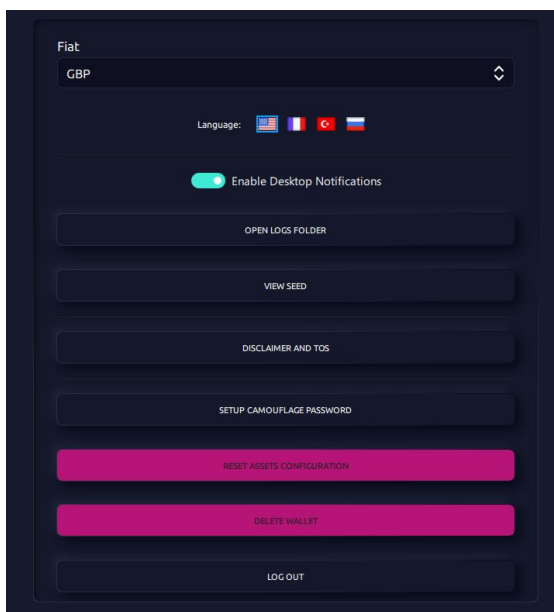 Fiat
GBP
Language:
Enable Desktop Notifications
OPEN LOGS FOLDER
VIEW SEED
DISCLAIMER AND TOS
SETUP CAMOUFLAGE PASSWORD
RESET ASSETS CONFIGURATION
DELETE WALLET
LOG OUT